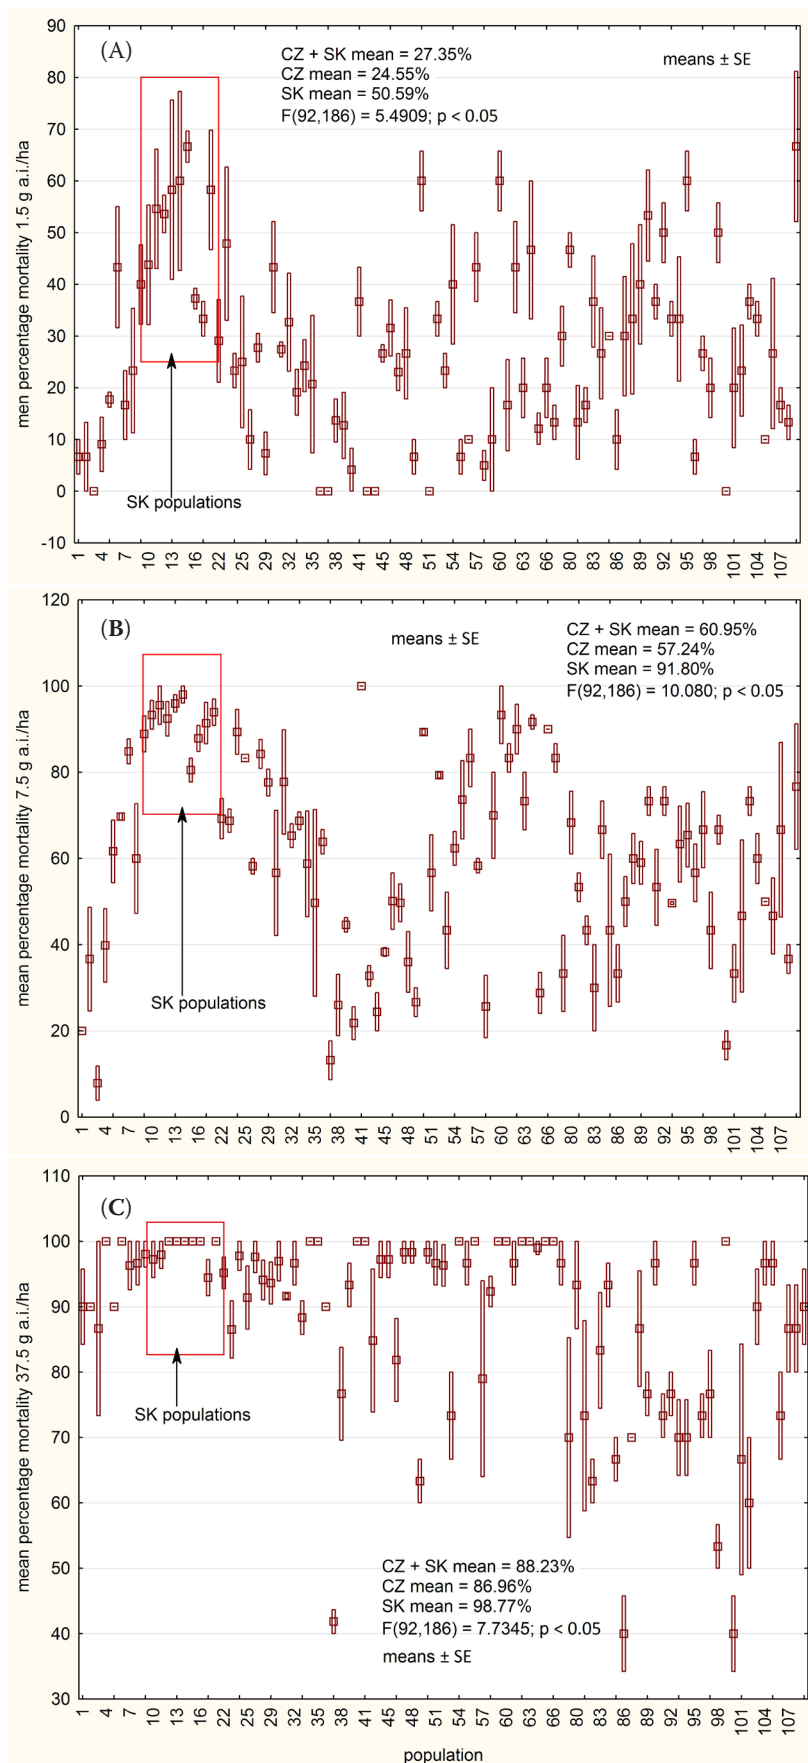 90
(A)
CZ + SK mean = 27.35%
means ± SE
80
CZ mean = 24.55%
SK mean = 50.59%
70
F(92,186) = 5.4909; p < 0.05
60
50
40
30
20
10
0
-10
men percentage mortality 1.5 g a.i./ha
SK populations
1 4 7 10 13 16 22 26 29 32 35 38 42 45 48 51 54 57 60 63 66 80 83 86 89 92 95 98 101 104 107
120
(B)
means ± SE
CZ + SK mean = 60.95%
CZ mean = 57.24%
100
SK mean = 91.80%
F(92,186) = 10.080; p < 0.05
80
60
40
20
0
mean percentage mortality 7.5 g a.i./ha
SK populations
1 4 7 10 13 16 22 26 29 32 35 38 42 45 48 51 54 57 60 63 66 80 83 86 89 92 95 98 101 104 107
110
(C)
100
90
80
70
60
50
40
30
mean percentage mortality 37.5 g a.i./ha
SK populations
CZ + SK mean = 88.23%
CZ mean = 86.96%
SK mean = 98.77%
F(92,186) = 7.7345; p < 0.05
means ± SE
1 4 7 10 13 16 22 26 29 32 35 38 42 45 48 51 54 57 60 63 66 80 83 86 89 92 95 98 101 104 107
population